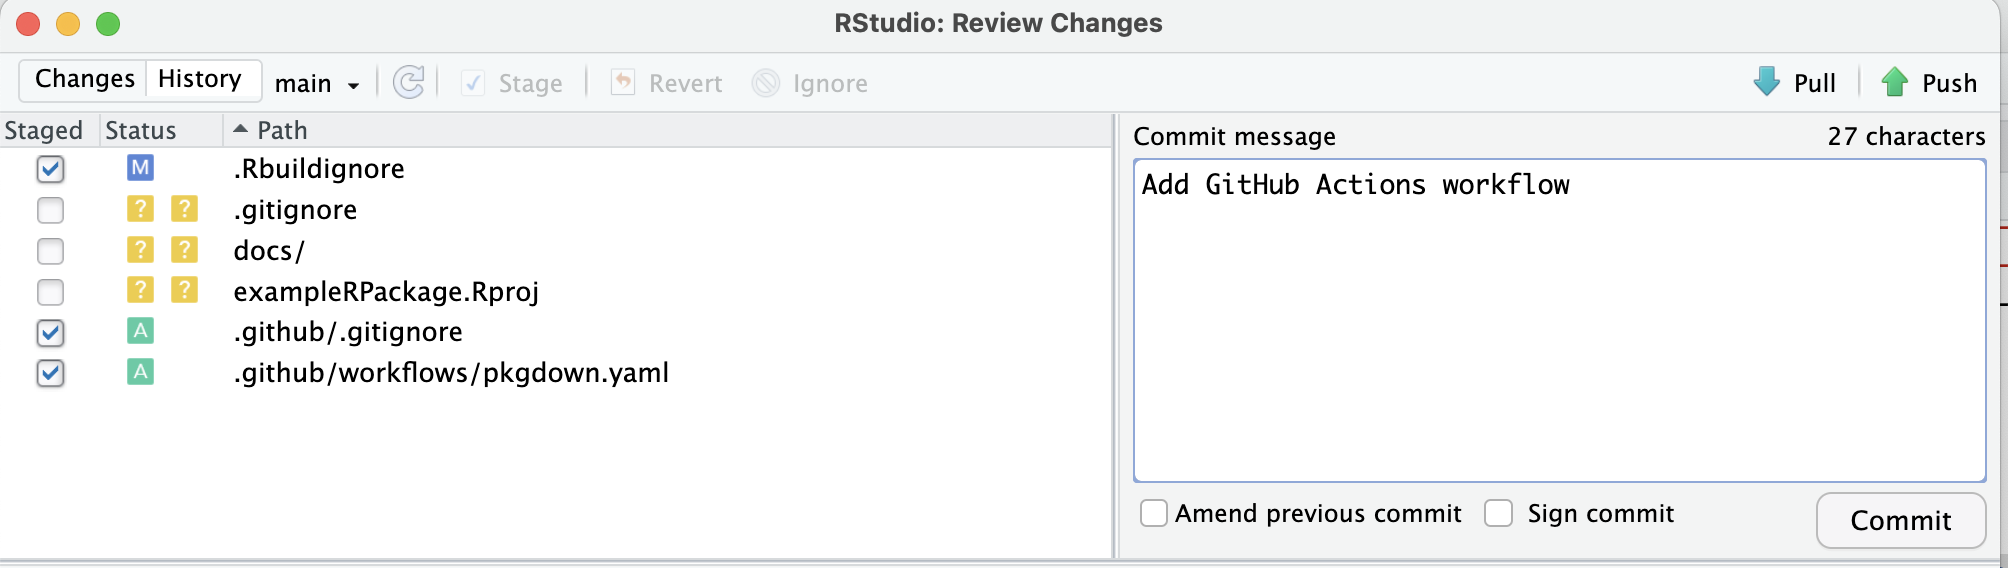 RStudio: Review Changes
Changes History main Stage Revert Ignore Pull Push
Staged Status Path
M .Rbuildignore
? ? .gitignore
? ? docs/
? ? exampleRPackage.Rproj
A .github/.gitignore
A .github/workflows/pkgdown.yaml
Commit message 27 characters
Add GitHub Actions workflow
Amend previous commit Sign commit Commit